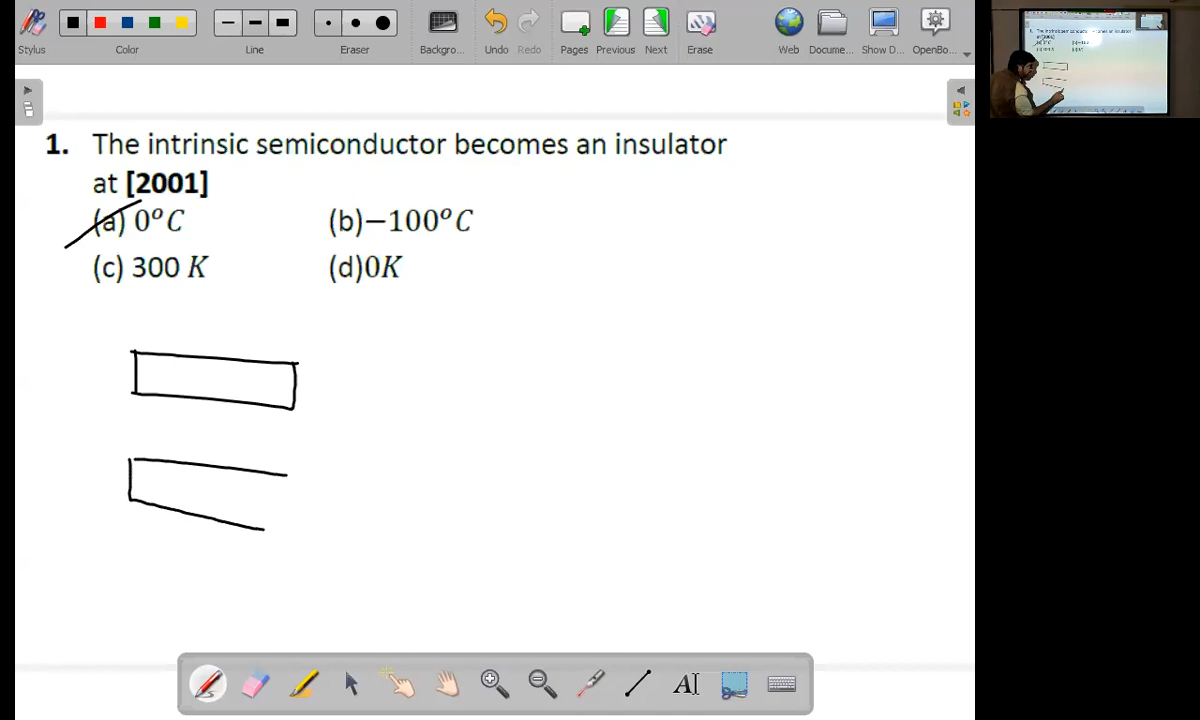 Stylus
Color
Line
Eraser
Backgro...
Undo
Redo
Pages
Previous
Next
Erase
Web
Docume...
Show D...
OpenBo...
1. The intrinsic semiconductor becomes an insulator
at [2001]
(a) 0°C (b) −100°C
(c) 300 K (d) 0K
AI